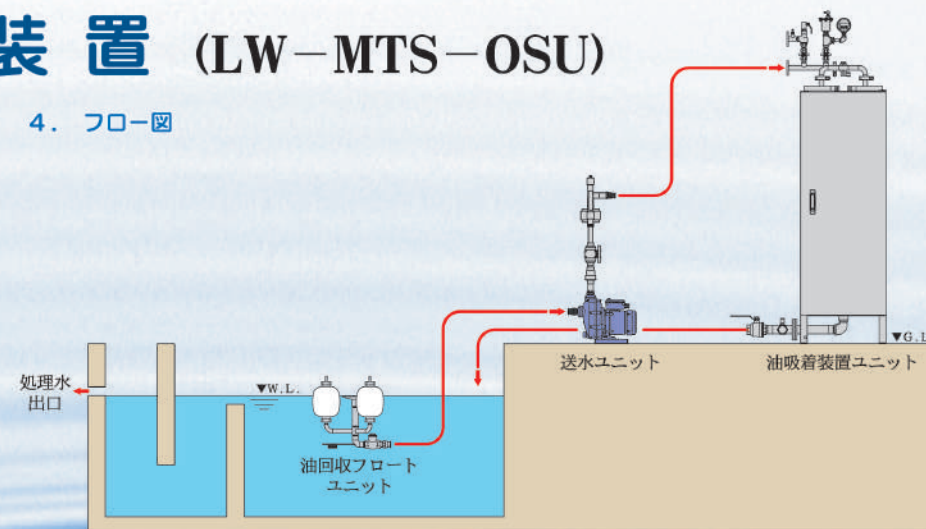 装 置 (LW－MTS－OSU)
4. フロー図
送水ユニット
油吸着装置ユニット
▼G.L
処理水
出口
▼W.L.
油回収フロート
ユニット